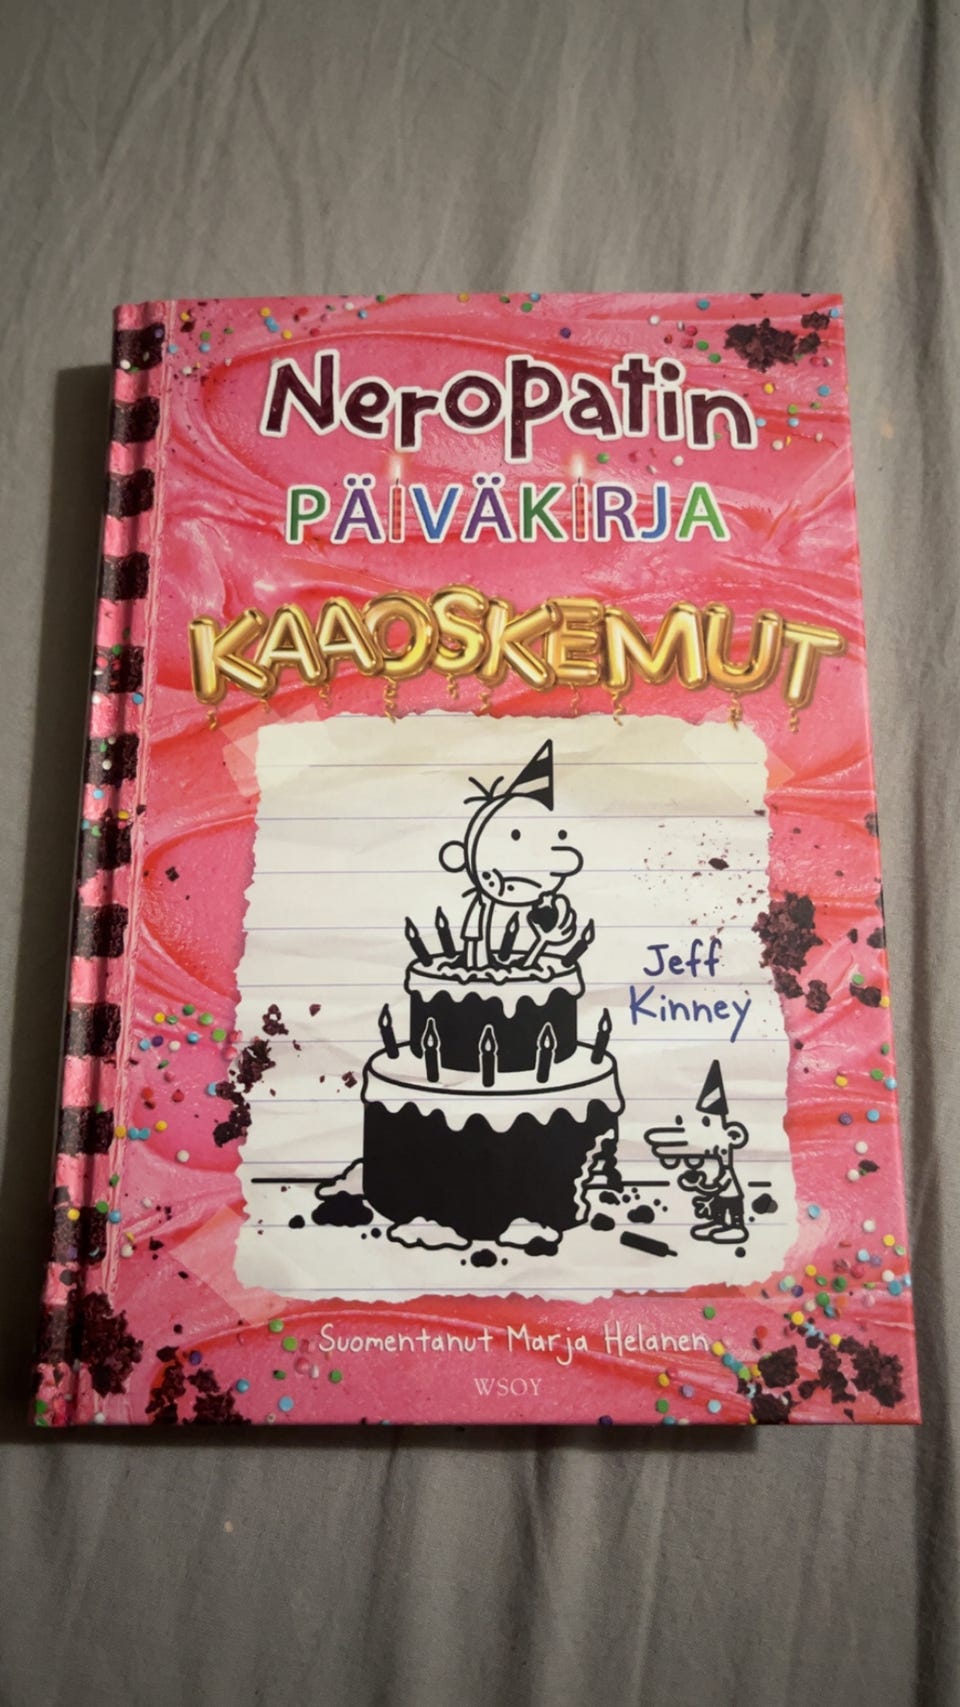 Neropatin
PÄIVÄKIRJA
KAAOSKEMUT
Jeff
Kinney
Suomentanut Marja Helanen
WSOY